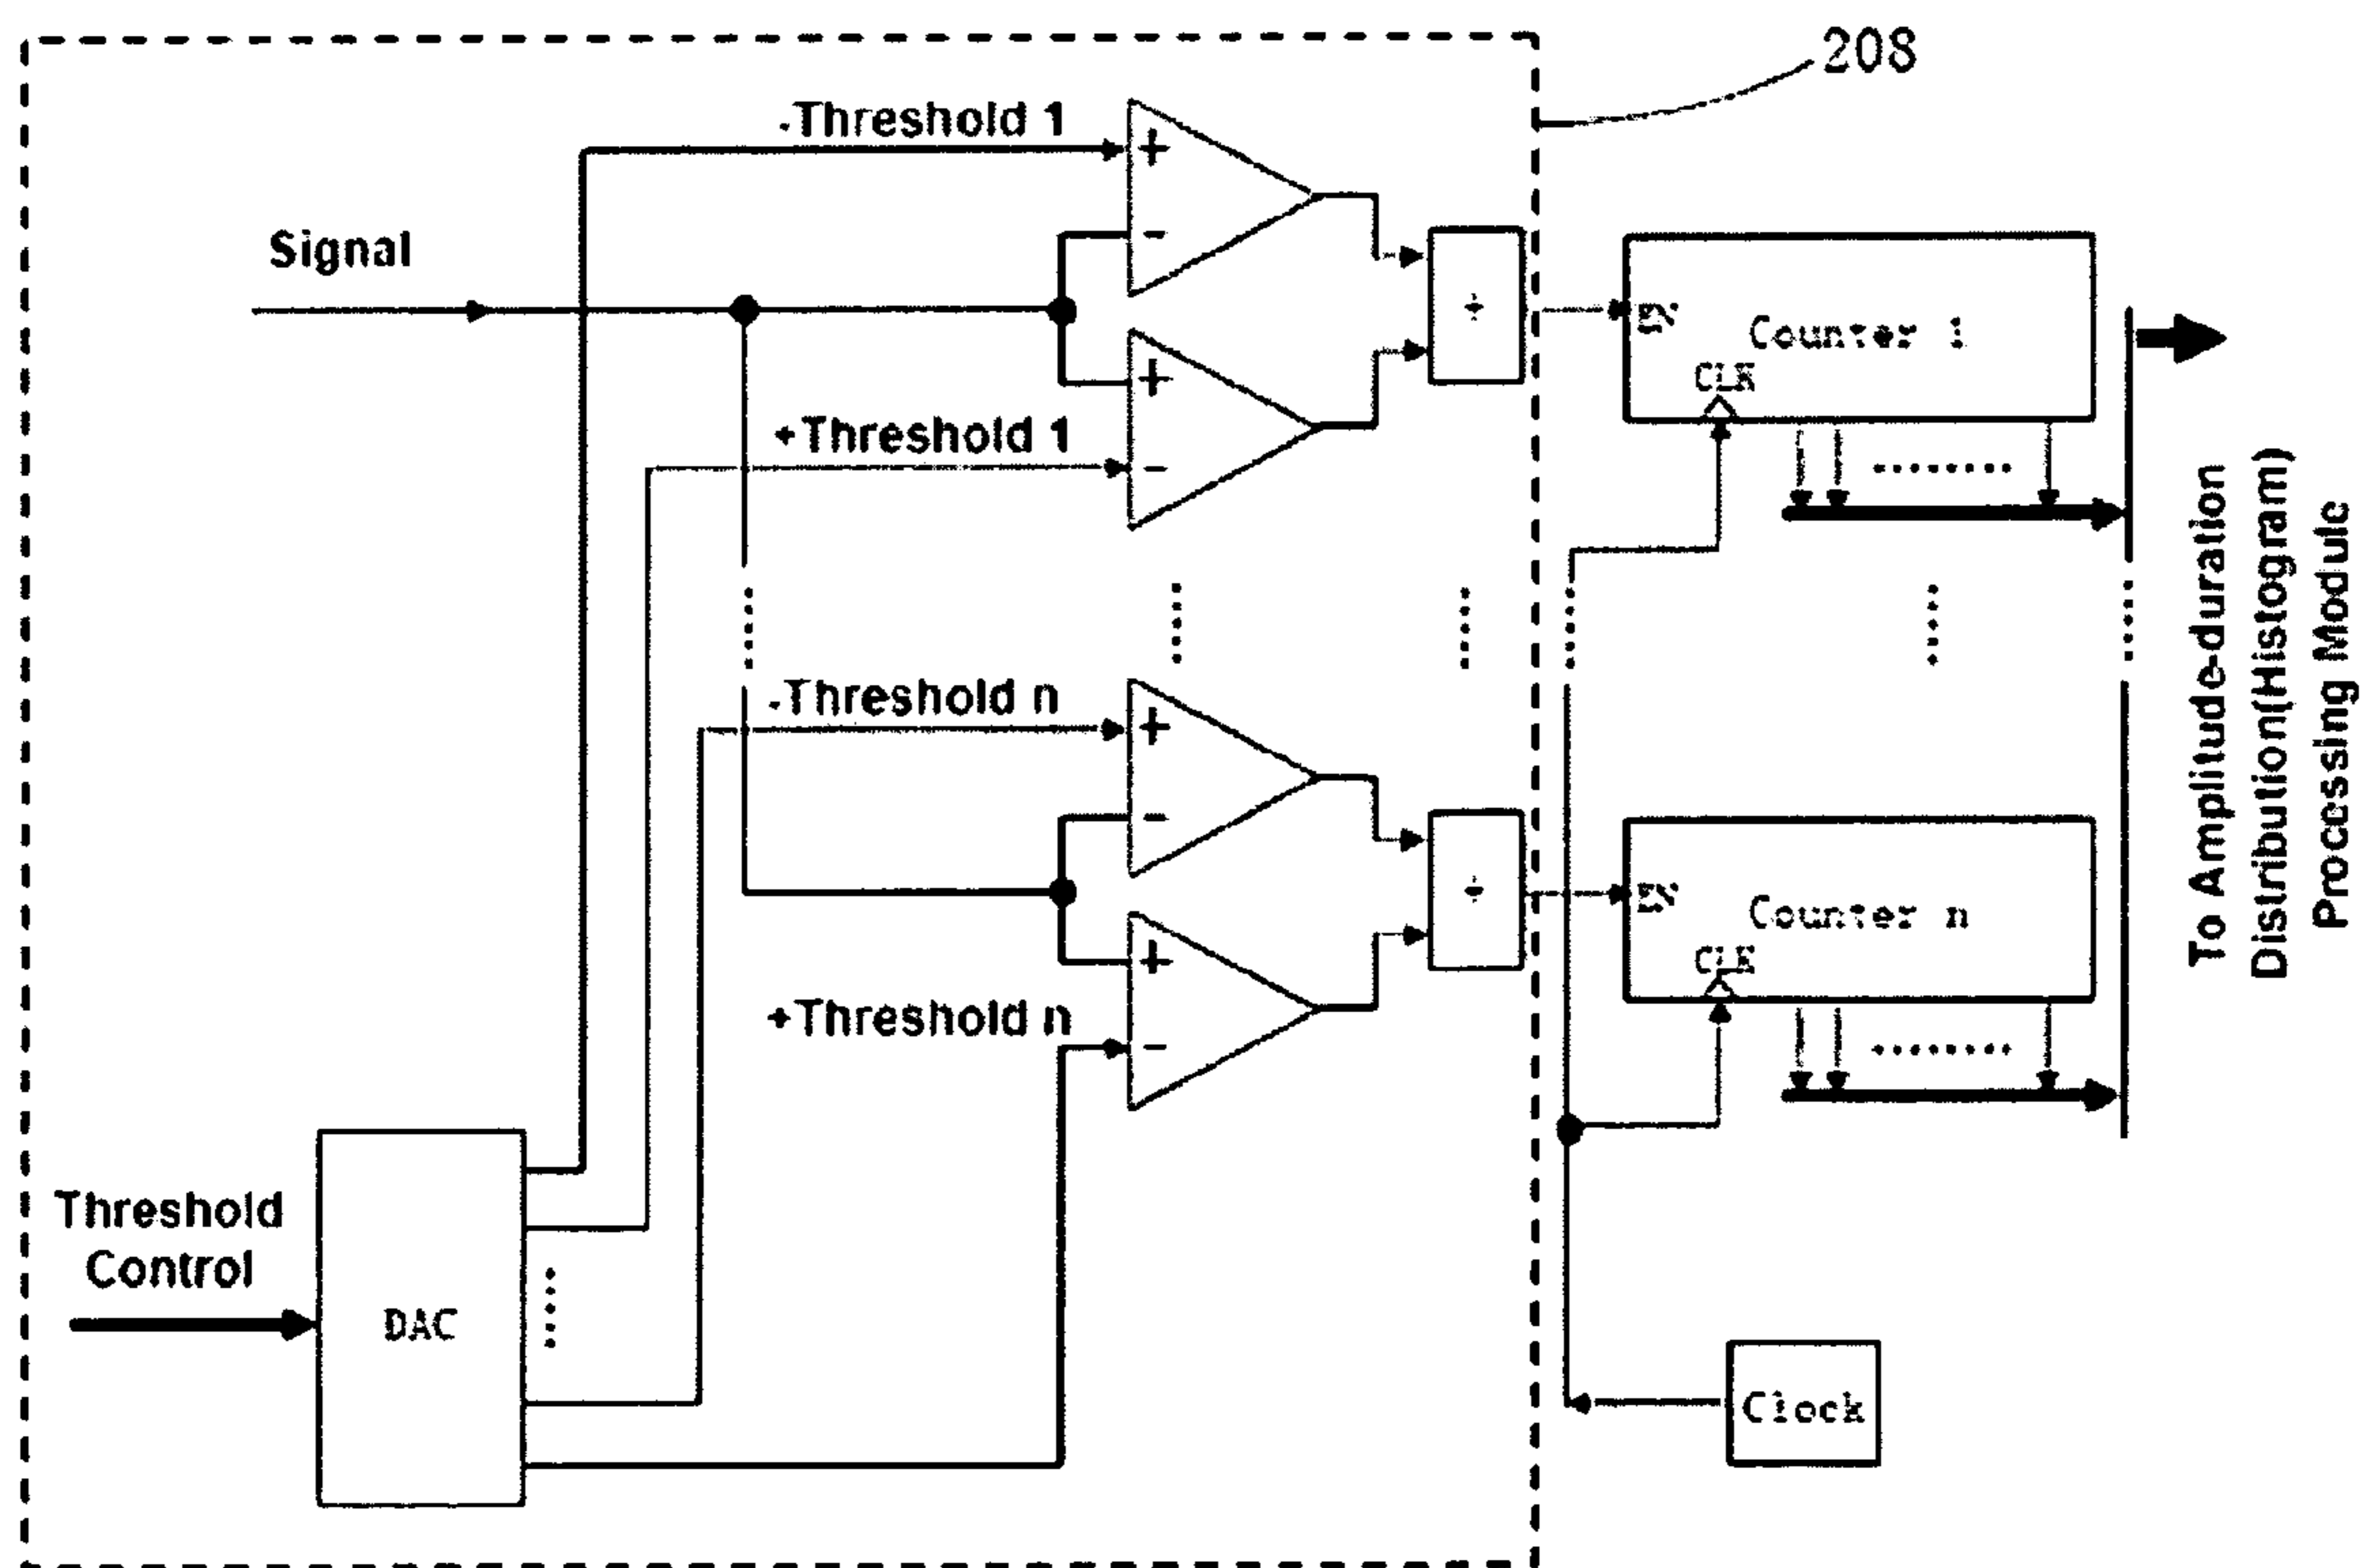 208
-Threshold 1
+
-
Signal
+
EN
Counter 1
CLK
+
+Threshold 1
-
-Threshold n
+
-
+
EN
Counter n
CLK
+
+Threshold n
-
To Amplitude-duration
Distribution(Histogram)
Processing Module
Threshold
Control
DAC
Clock